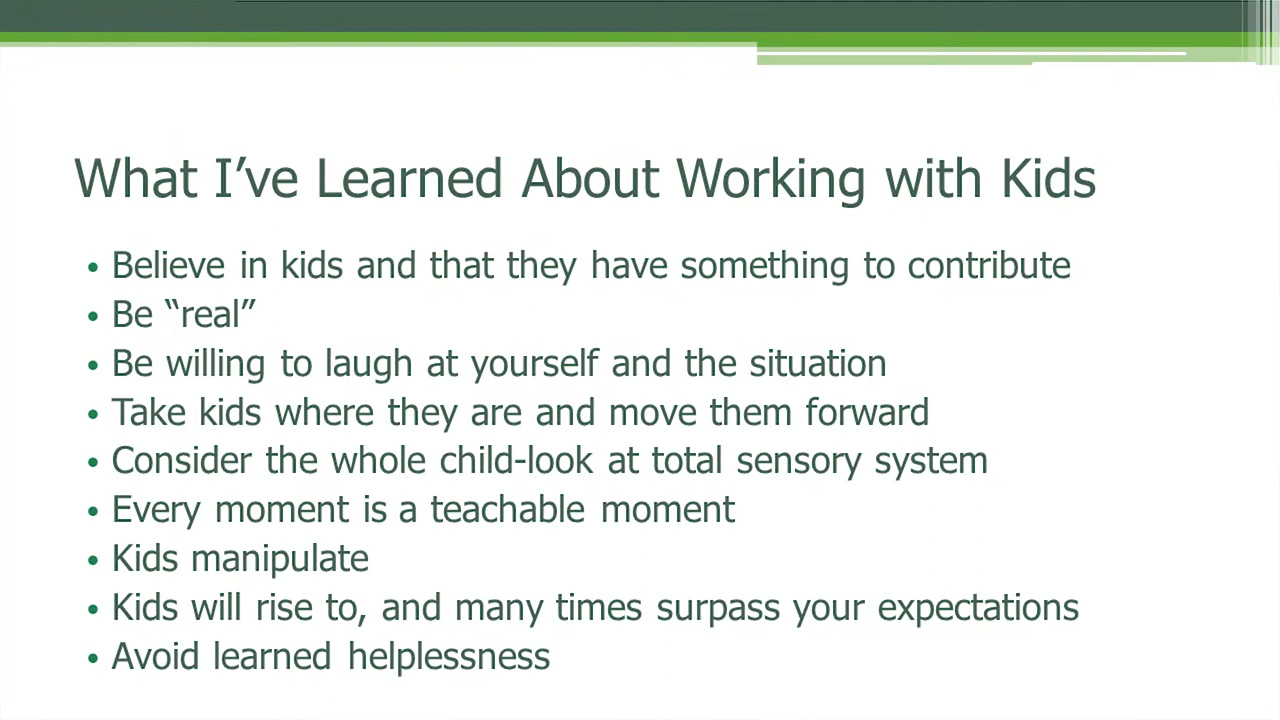 What I’ve Learned About Working with Kids
• Believe in kids and that they have something to contribute
• Be “real”
• Be willing to laugh at yourself and the situation
• Take kids where they are and move them forward
• Consider the whole child-look at total sensory system
• Every moment is a teachable moment
• Kids manipulate
• Kids will rise to, and many times surpass your expectations
• Avoid learned helplessness